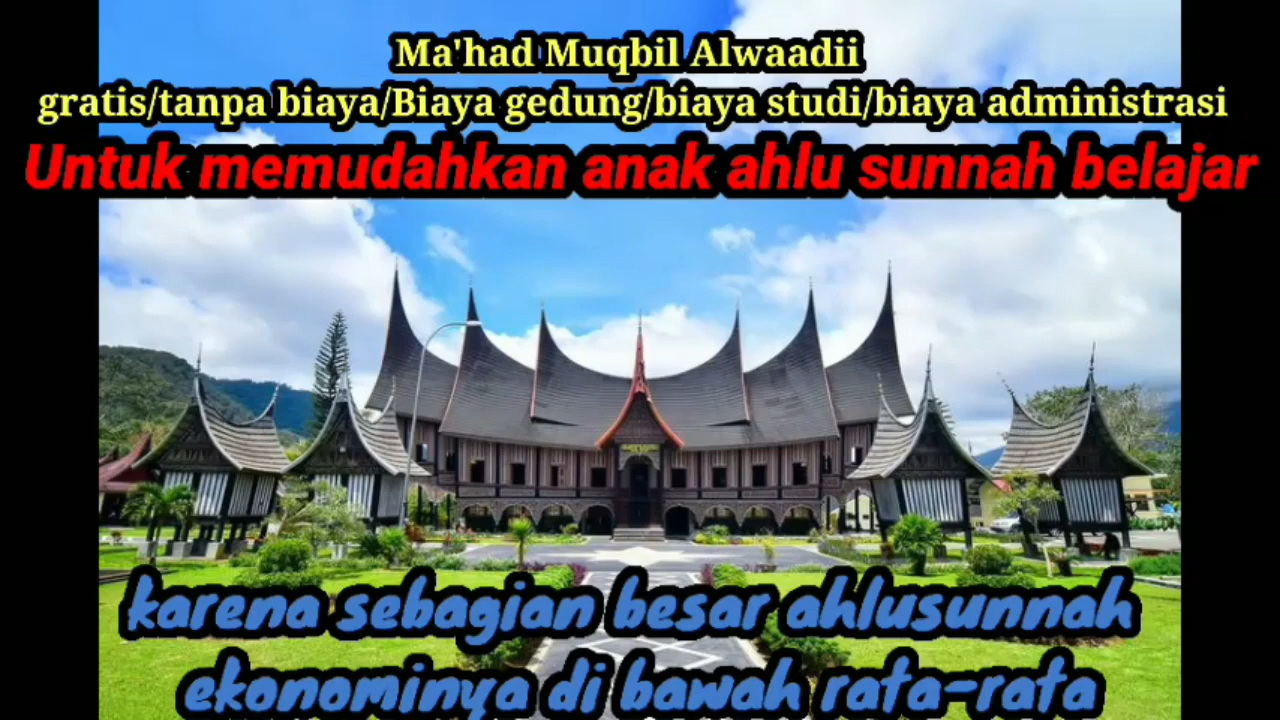 Ma'had Muqbil Alwaadii
gratis/tanpa biaya/Biaya gedung/biaya studi/biaya administrasi
Untuk memudahkan anak ahlu sunnah belajar
karena sebagian besar ahlusunnah
ekonominya di bawah rata-rata